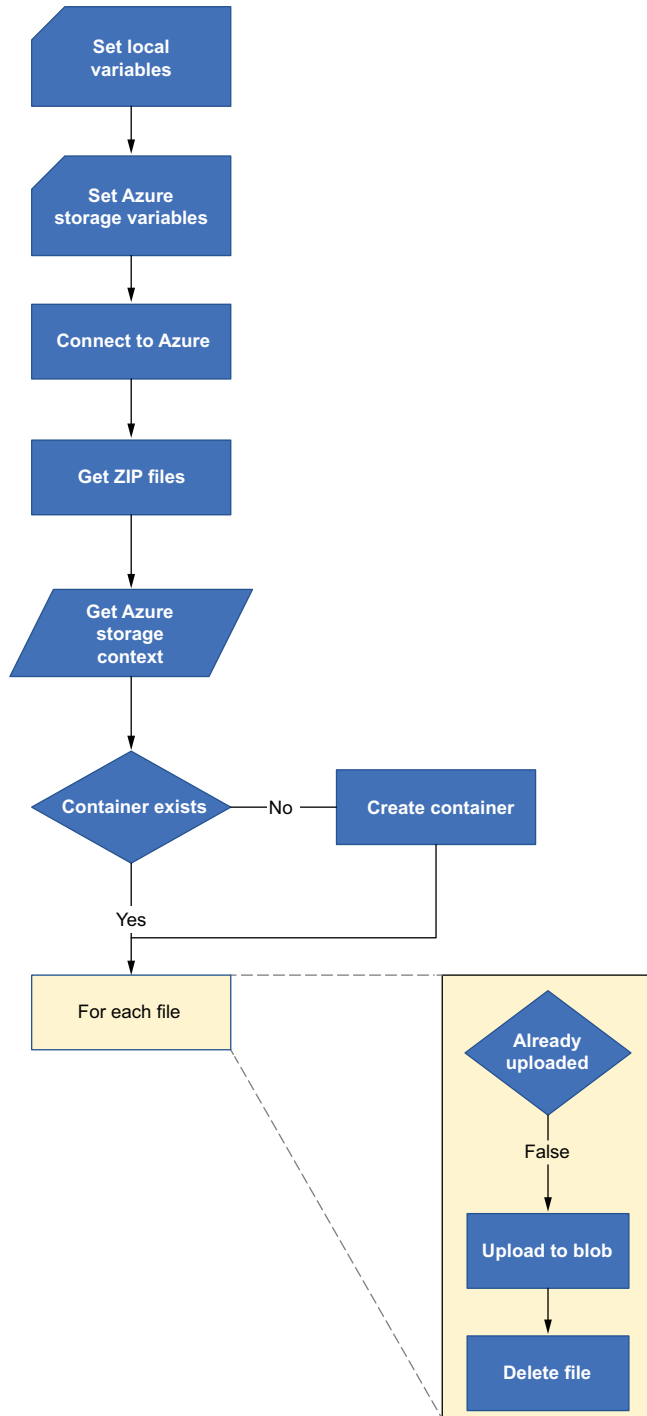 Set local
variables
Set Azure
storage variables
Connect to Azure
Get ZIP files
Get Azure
storage
context
Container exists
No
Create container
Yes
For each file
Already
uploaded
False
Upload to blob
Delete file